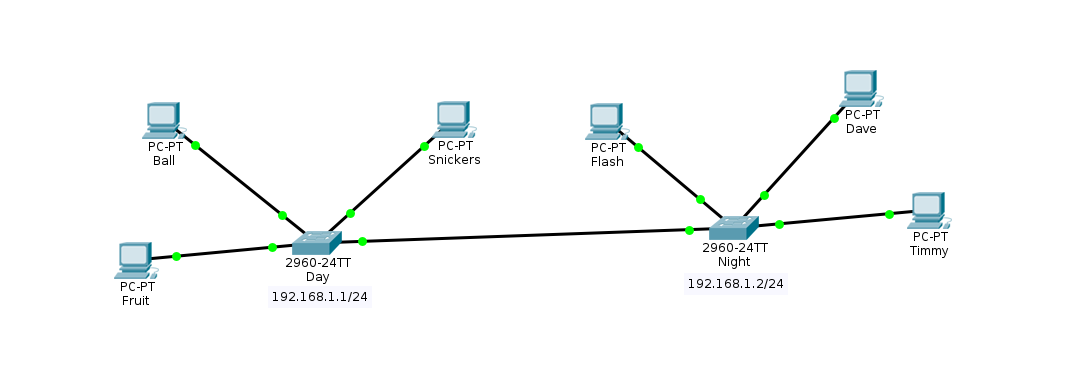 PC-PT
Ball
PC-PT
Snickers
PC-PT
Flash
PC-PT
Dave
PC-PT
Fruit
2960-24TT
Day
192.168.1.1/24
2960-24TT
Night
192.168.1.2/24
PC-PT
Timmy